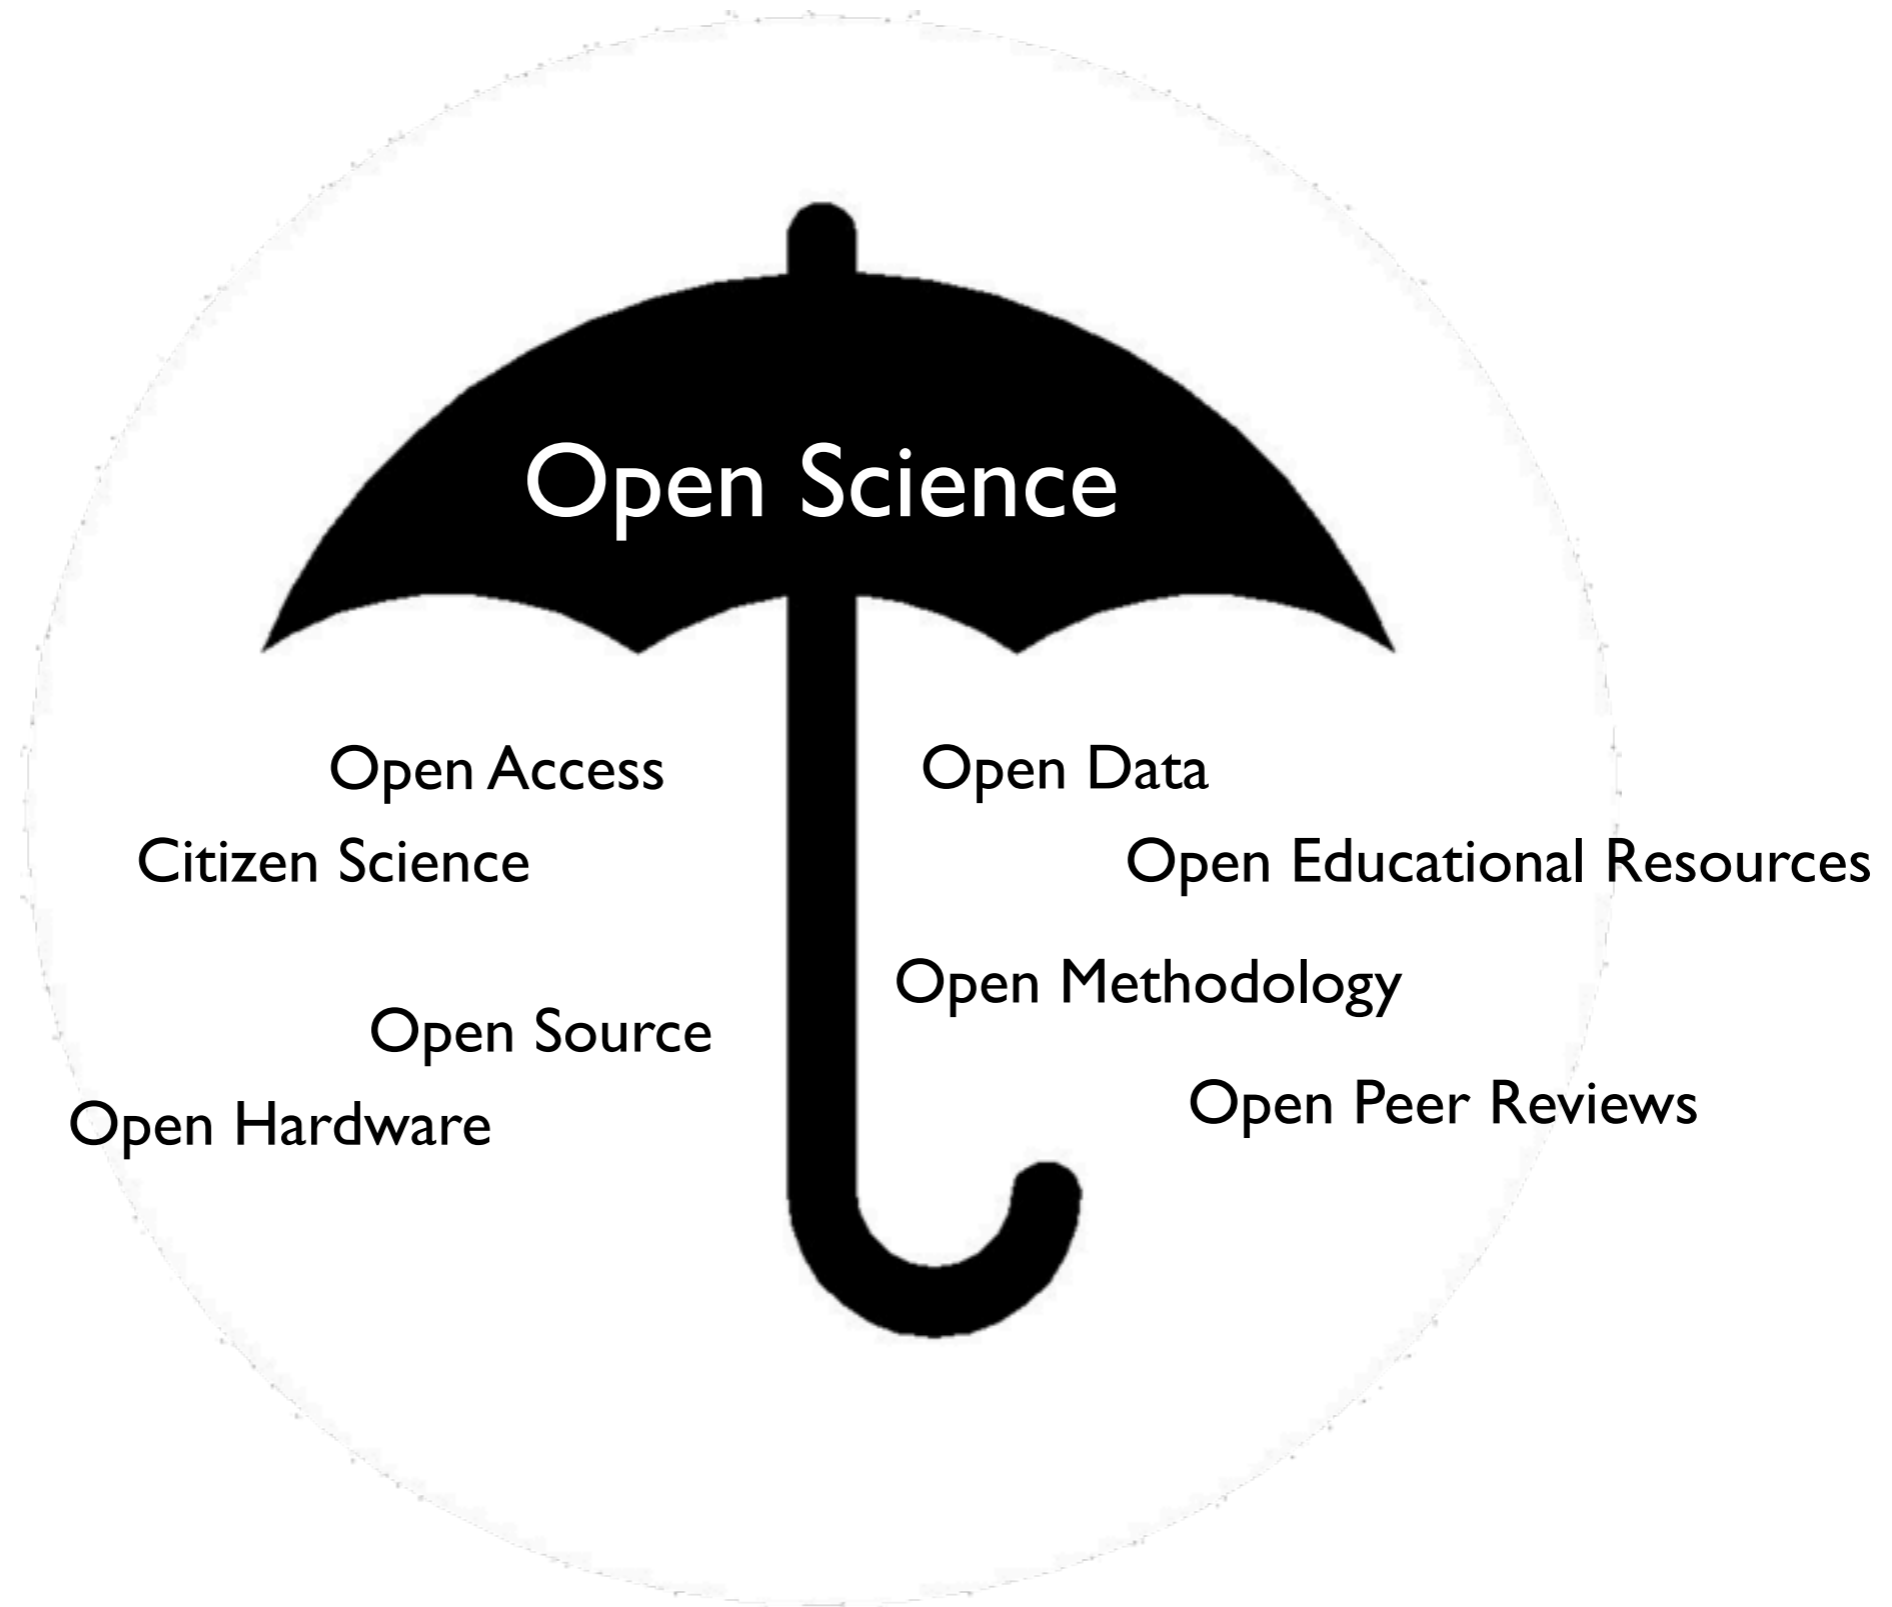 Open Science
Open Access
Open Data
Citizen Science
Open Educational Resources
Open Methodology
Open Source
Open Peer Reviews
Open Hardware